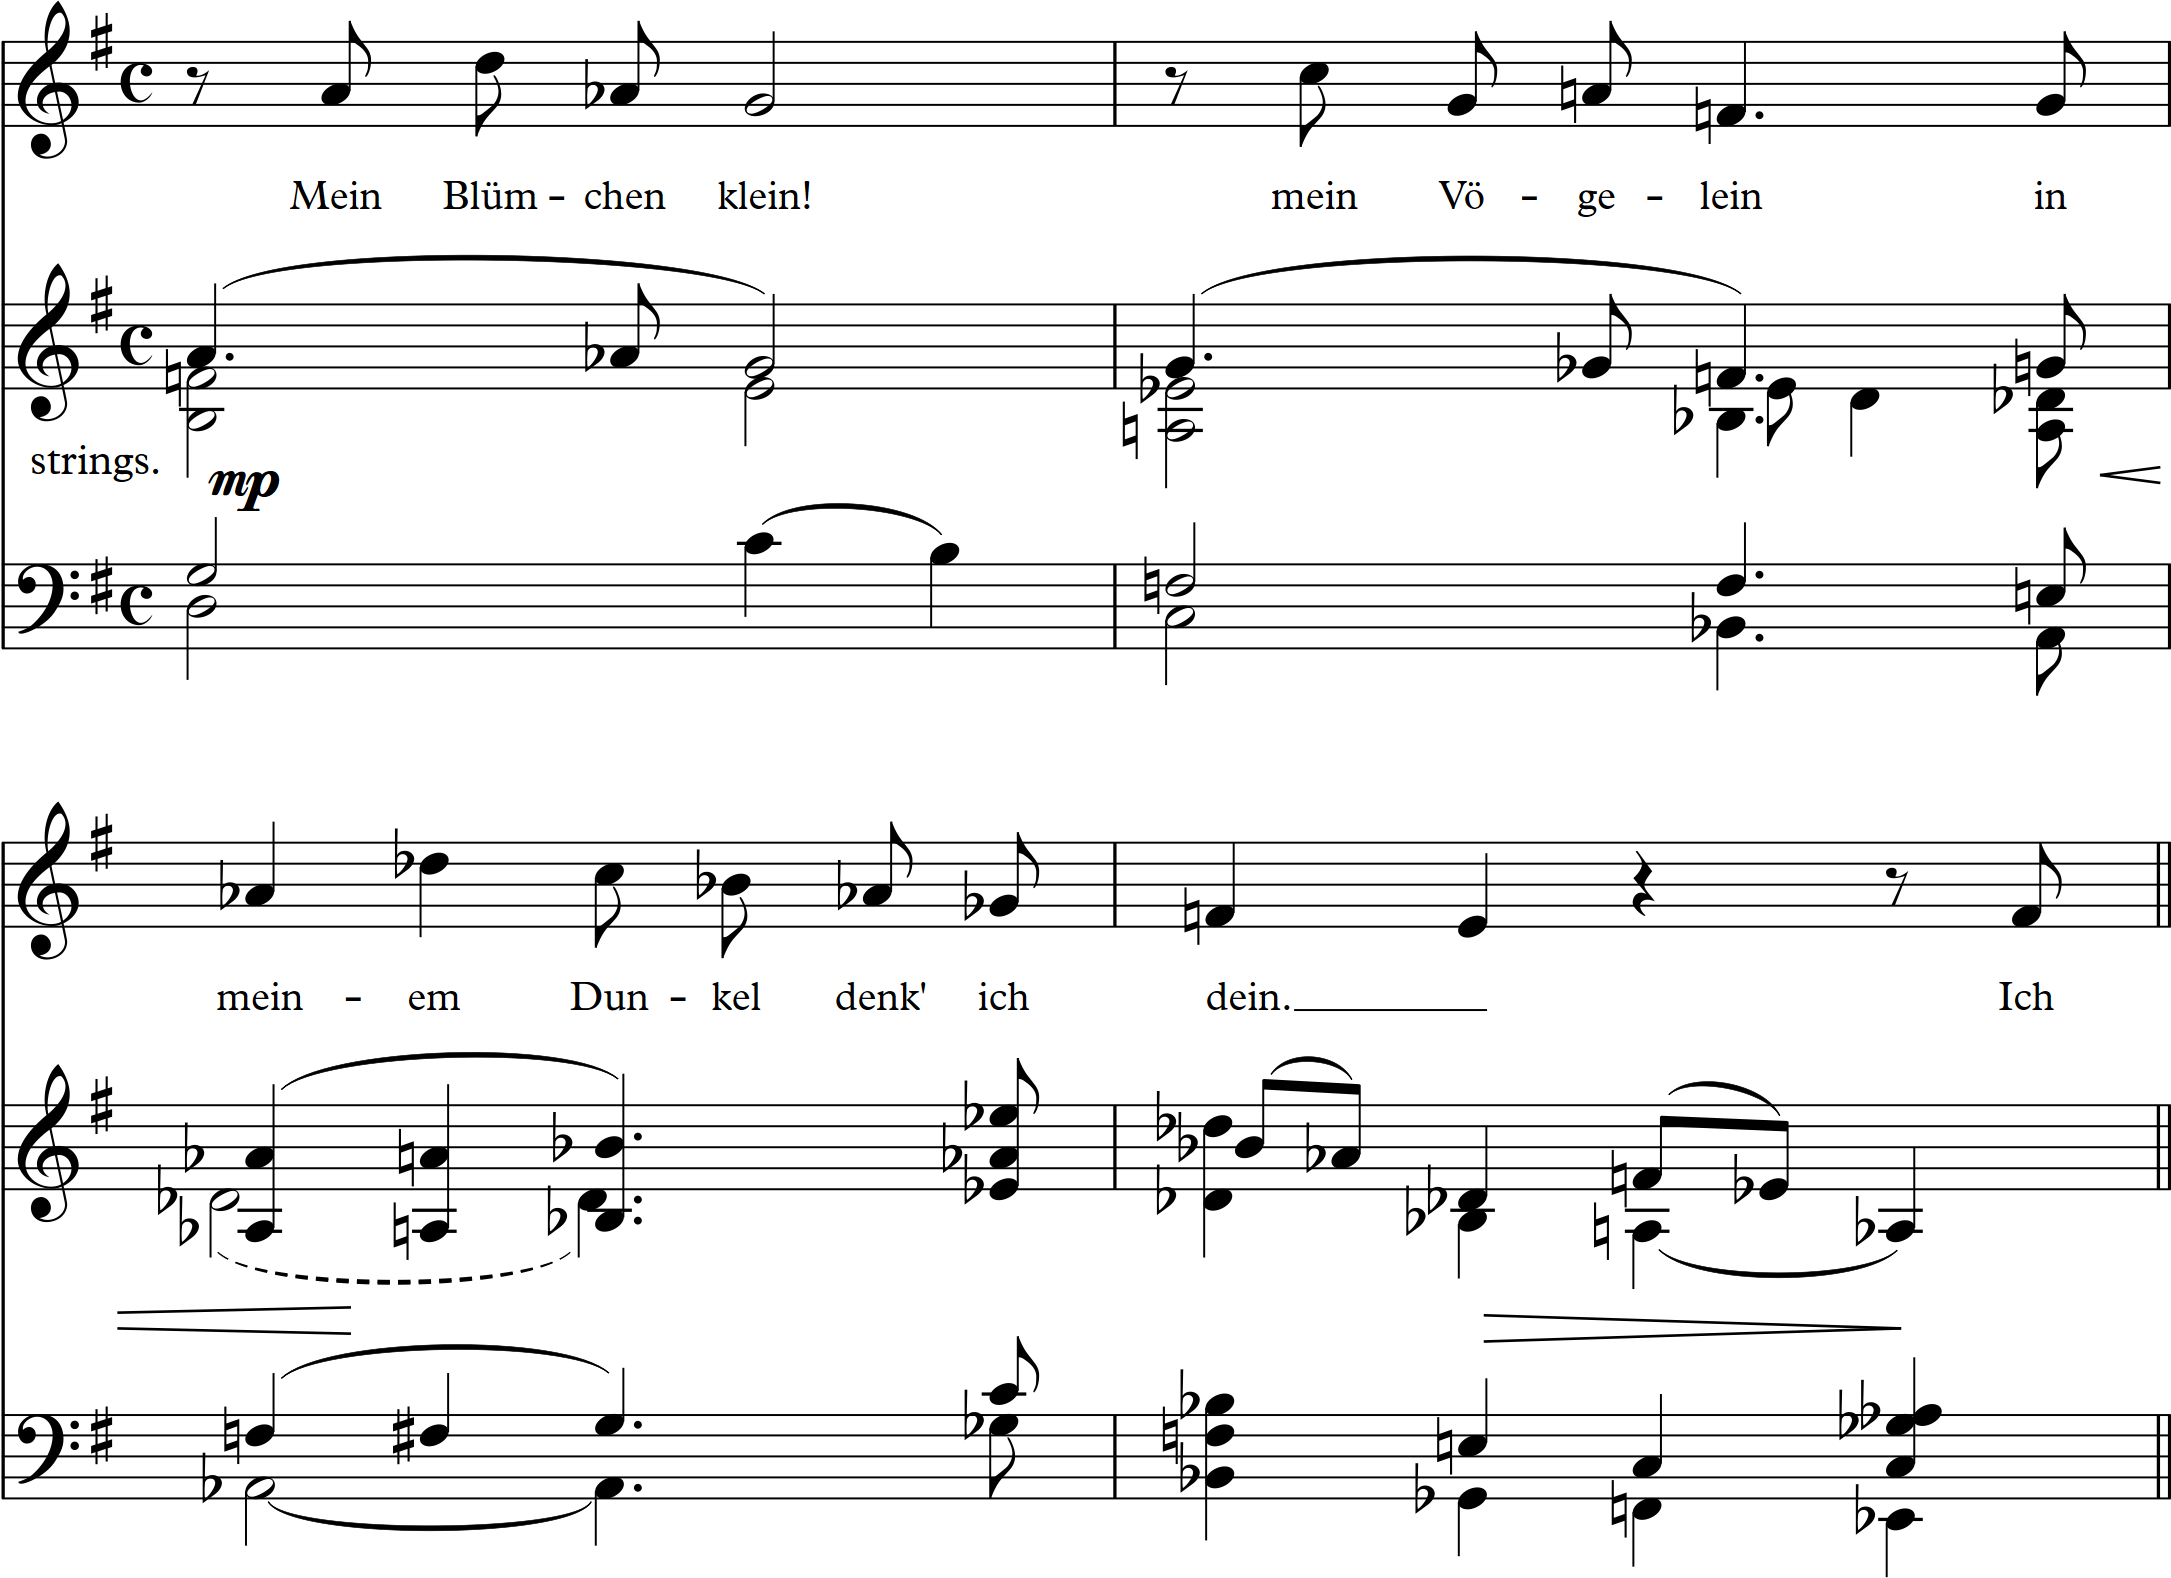 Mein Blüm - chen klein! mein Vö - ge - lein in
strings.
mp
mein - em Dun - kel denk' ich dein. Ich